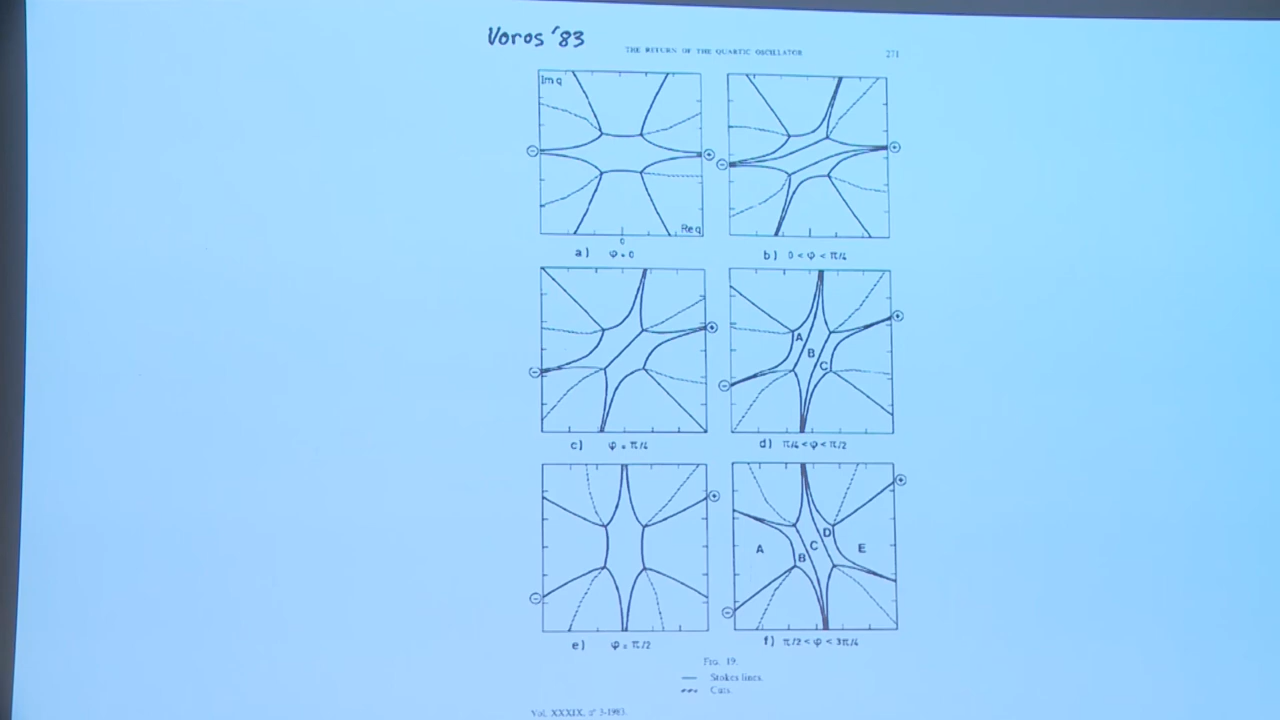 Voros '83
THE RETURN OF THE QUARTIC OSCILLATOR 271
Im q
Re q
0
a) φ = 0
b) 0 < φ < π/4
c) φ = π/4
A
B
C
d) π/4 < φ < π/2
e) φ = π/2
A B C D E
f) π/2 < φ < 3π/4
FIG. 19.
Stokes lines.
Cuts.
Vol. XXXIX, n° 3-1983.